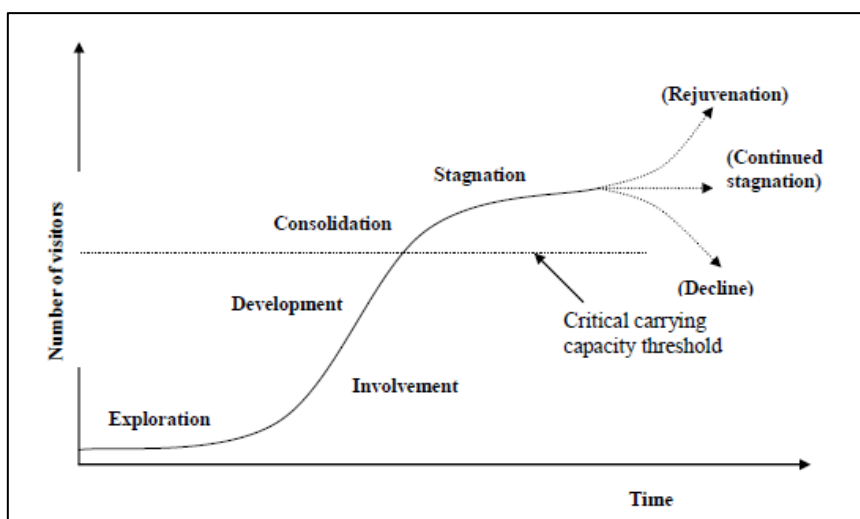 (Rejuvenation)
(Continued
stagnation)
Stagnation
Consolidation
(Decline)
Development
Critical carrying
capacity threshold
Involvement
Exploration
Number of visitors
Time